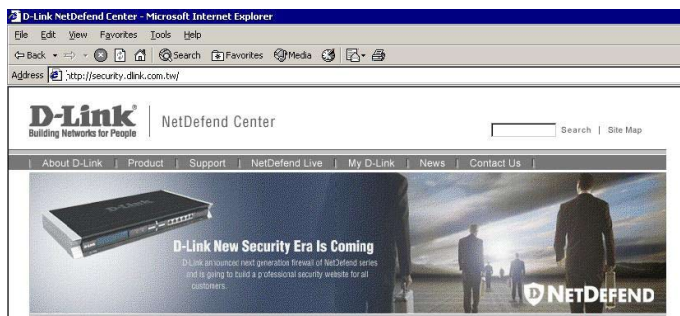 D-Link NetDefend Center - Microsoft Internet Explorer
File Edit View Favorites Tools Help
Back Search Favorites Media
Address http://security.dlink.com.tw/
D-Link®
Building Networks for People
NetDefend Center
Search | Site Map
| About D-Link | Product | Support | NetDefend Live | My D-Link | News | Contact Us |
D-Link
D-Link New Security Era Is Coming
D-Link announced next generation firewall of NetDefend series
and is going to build a professional security website for all
customers.
NETDEFEND